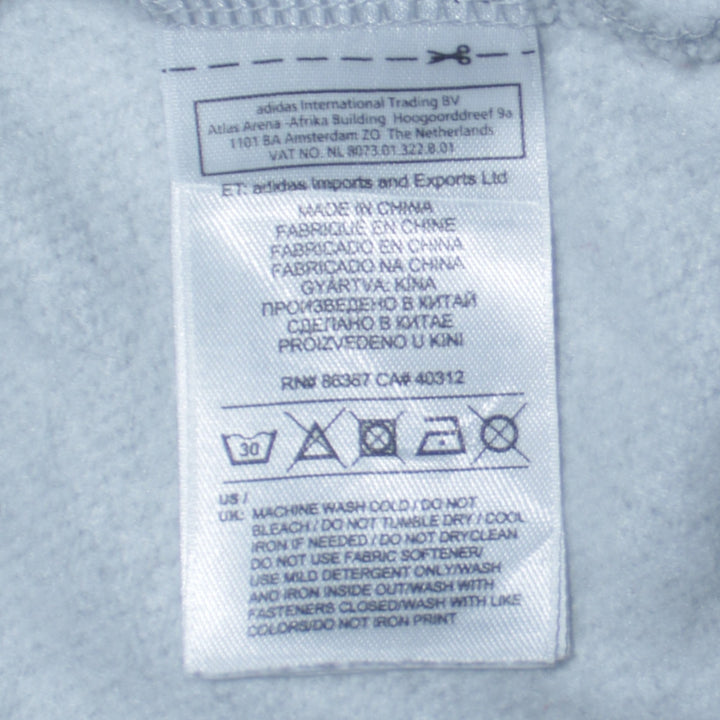 adidas International Trading BV
Atlas Arena -Afrika Building Hoogoorddreef 9a
1101 BA Amsterdam ZO The Netherlands
VAT NO. NL 8073.01.322.B.01
ET: adidas Imports and Exports Ltd
MADE IN CHINA
FABRIQUÉ EN CHINE
FABRICADO EN CHINA
FABRICADO NA CHINA
GYÁRTVA: KÍNA
ПРОИЗВЕДЕНО В КИТАЙ
СДЕЛАНО В КИТАЕ
PROIZVEDENO U KINI
RN# 86387 CA# 40312
30
US /
UK: MACHINE WASH COLD / DO NOT
BLEACH / DO NOT TUMBLE DRY / COOL
IRON IF NEEDED / DO NOT DRYCLEAN
DO NOT USE FABRIC SOFTENER/
USE MILD DETERGENT ONLY/WASH
AND IRON INSIDE OUT/WASH WITH
FASTENERS CLOSED/WASH WITH LIKE
COLORS/DO NOT IRON PRINT